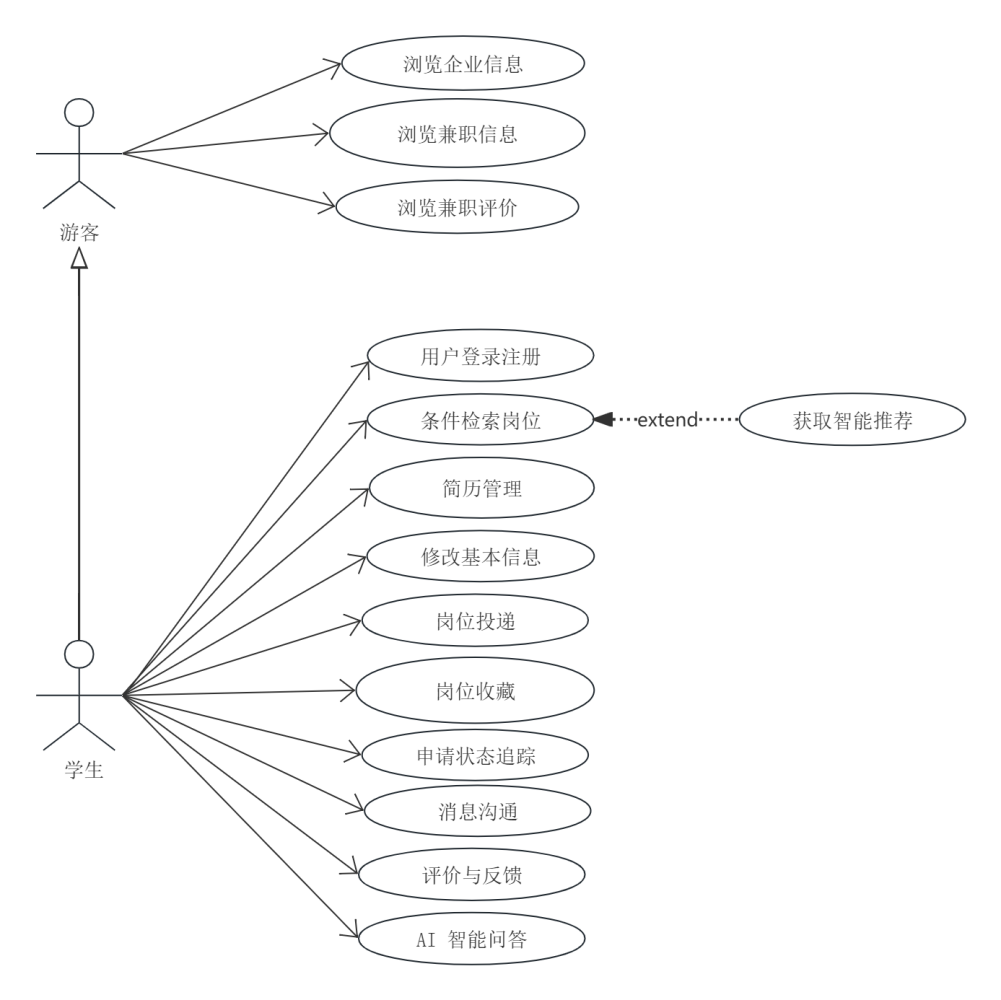 浏览企业信息
浏览兼职信息
浏览兼职评价
游客
用户登录注册
条件检索岗位
extend
获取智能推荐
简历管理
修改基本信息
岗位投递
岗位收藏
申请状态追踪
学生
消息沟通
评价与反馈
AI 智能问答